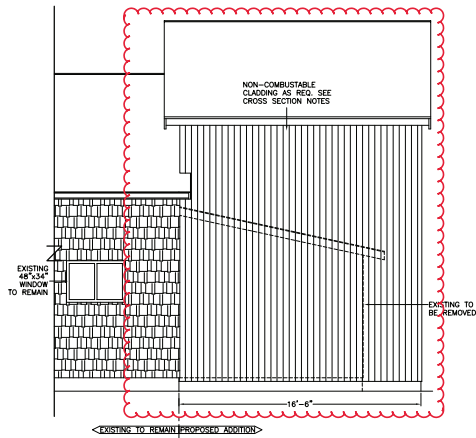 NON-COMBUSTABLE
CLADDING AS REQ. SEE
CROSS SECTION NOTES
EXISTING
48"x34"
WINDOW
TO REMAIN
EXISTING TO
BE REMOVED
16'-6"
EXISTING TO REMAIN PROPOSED ADDITION